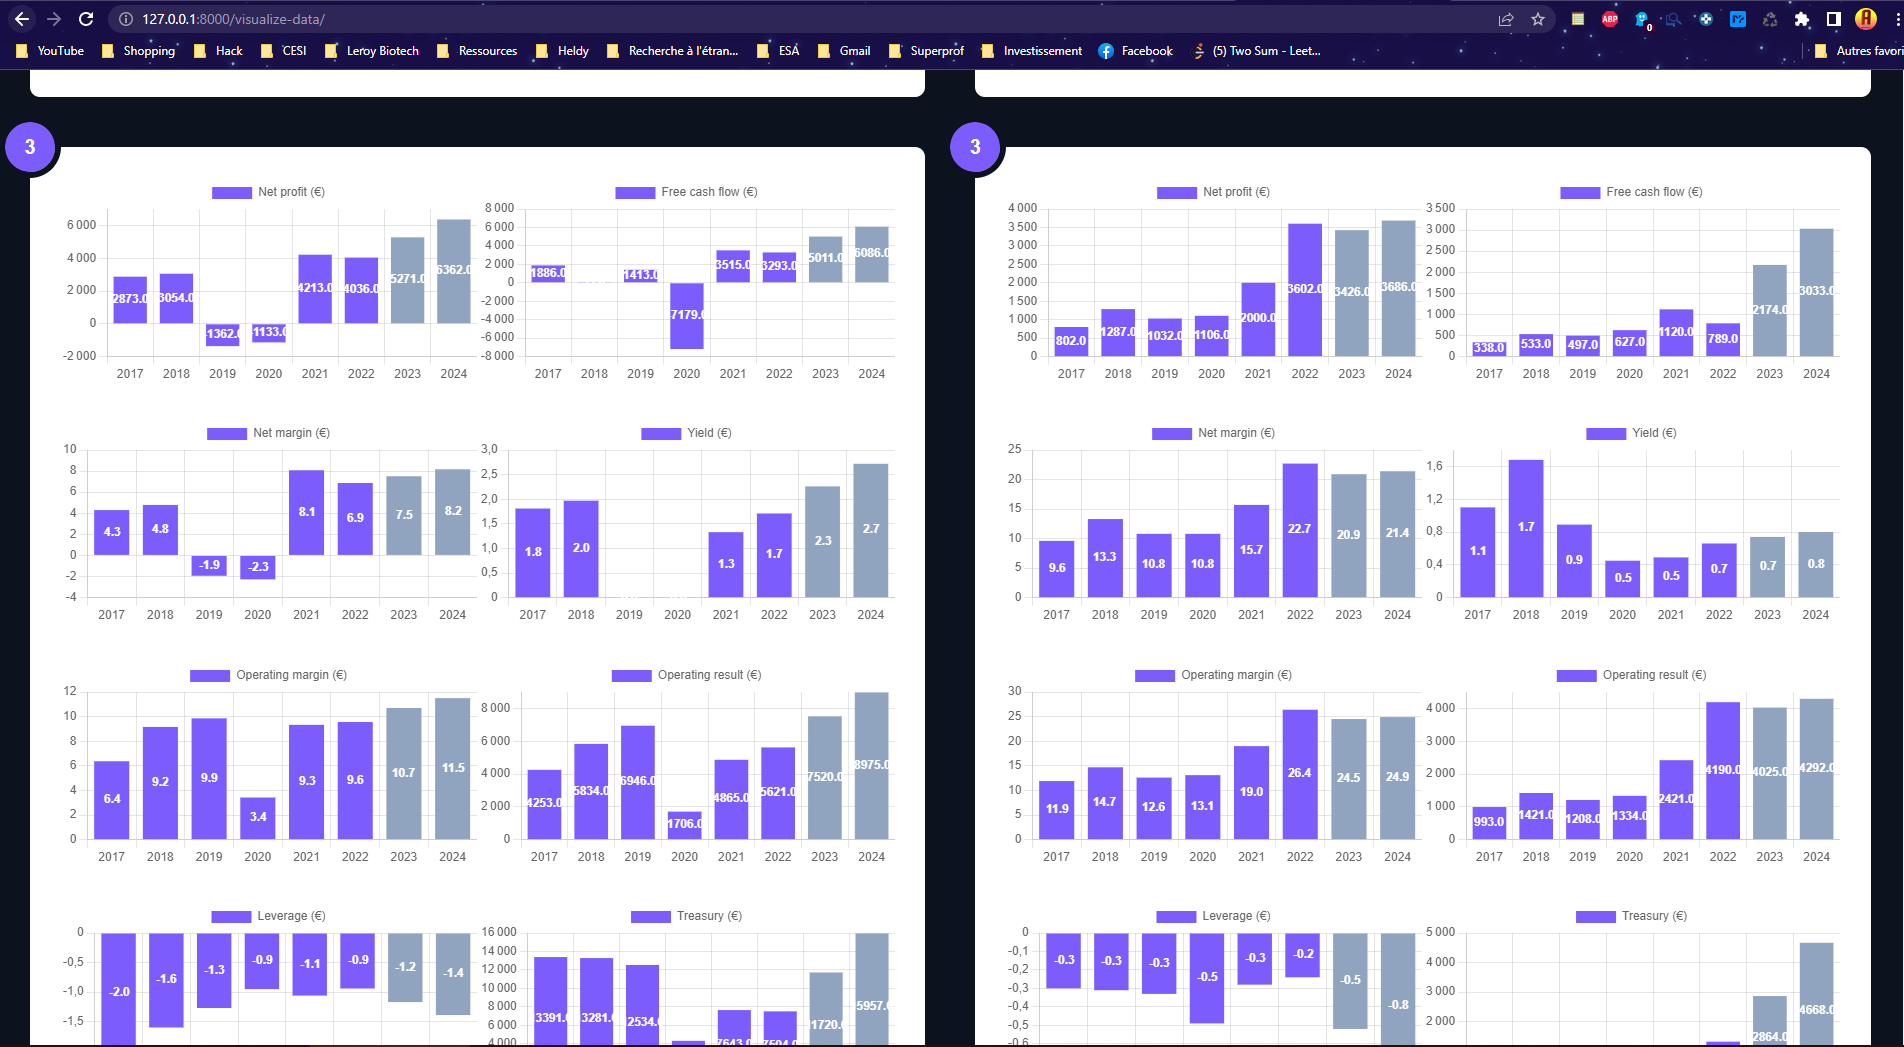 127.0.0.1:8000/visualize-data/
YouTube Shopping Hack CESI Leroy Biotech Ressources Heldy Recherche à l'étran... ESA Gmail Superprof Investissement Facebook (5) Two Sum - Leet... Autres favori
ABP
0
3
Net profit (€)
6 000
4 000
2 000
0
-2 000
2873.0 3054.0 -1362.0 -1133.0 4213.0 4036.0 5271.0 6362.0
2017 2018 2019 2020 2021 2022 2023 2024
Free cash flow (€)
8 000
6 000
4 000
2 000
0
-2 000
-4 000
-6 000
-8 000
1886.0 1413.0 -7179.0 3515.0 3293.0 5011.0 6086.0
2017 2018 2019 2020 2021 2022 2023 2024
Net margin (€)
10
8
6
4
2
0
-2
-4
4.3 4.8 -1.9 -2.3 8.1 6.9 7.5 8.2
2017 2018 2019 2020 2021 2022 2023 2024
Yield (€)
3,0
2,5
2,0
1,5
1,0
0,5
0
1.8 2.0 1.3 1.7 2.3 2.7
2017 2018 2019 2020 2021 2022 2023 2024
Operating margin (€)
12
10
8
6
4
2
0
6.4 9.2 9.9 3.4 9.3 9.6 10.7 11.5
2017 2018 2019 2020 2021 2022 2023 2024
Operating result (€)
8 000
6 000
4 000
2 000
0
4253.0 5834.0 6946.0 1706.0 4865.0 5621.0 7520.0 8975.0
2017 2018 2019 2020 2021 2022 2023 2024
Leverage (€)
0
-0,5
-1,0
-1,5
-2.0 -1.6 -1.3 -0.9 -1.1 -0.9 -1.2 -1.4
Treasury (€)
16 000
14 000
12 000
10 000
8 000
6 000
4 000
3391. 3281. 2534. 7643.0 7504.0 1720. 5957.
3
Net profit (€)
4 000
3 500
3 000
2 500
2 000
1 500
1 000
500
0
802.0 1287.0 1032.0 1106.0 2000.0 3602.0 3426.0 3686.0
2017 2018 2019 2020 2021 2022 2023 2024
Free cash flow (€)
3 500
3 000
2 500
2 000
1 500
1 000
500
0
338.0 533.0 497.0 627.0 1120.0 789.0 2174.0 3033.0
2017 2018 2019 2020 2021 2022 2023 2024
Net margin (€)
25
20
15
10
5
0
9.6 13.3 10.8 10.8 15.7 22.7 20.9 21.4
2017 2018 2019 2020 2021 2022 2023 2024
Yield (€)
1,6
1,2
0,8
0,4
0
1.1 1.7 0.9 0.5 0.5 0.7 0.7 0.8
2017 2018 2019 2020 2021 2022 2023 2024
Operating margin (€)
30
25
20
15
10
5
0
11.9 14.7 12.6 13.1 19.0 26.4 24.5 24.9
2017 2018 2019 2020 2021 2022 2023 2024
Operating result (€)
4 000
3 000
2 000
1 000
0
993.0 1421.0 1208.0 1334.0 2421.0 4190.0 4025.0 4292.0
2017 2018 2019 2020 2021 2022 2023 2024
Leverage (€)
0
-0,1
-0,2
-0,3
-0,4
-0,5
-0,6
-0.3 -0.3 -0.3 -0.5 -0.3 -0.2 -0.5 -0.8
Treasury (€)
5 000
4 000
3 000
2 000
2864.0 4668.0